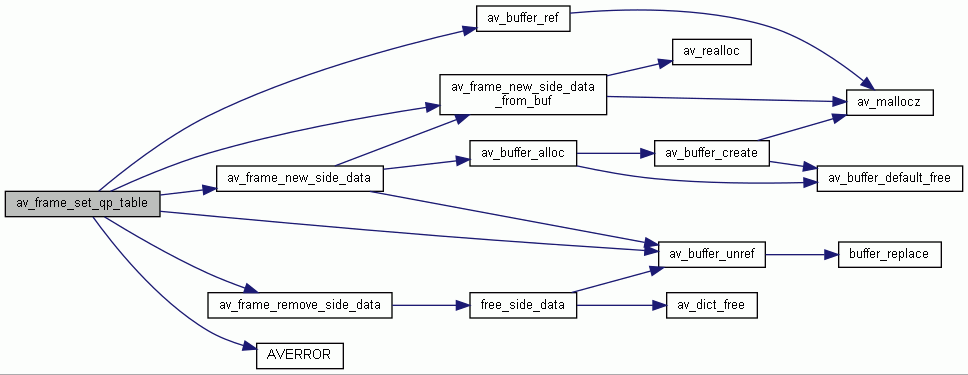 av_buffer_ref
av_realloc
av_frame_new_side_data
_from_buf
av_mallocz
av_buffer_alloc
av_buffer_create
av_frame_new_side_data
av_buffer_default_free
av_frame_set_qp_table
av_buffer_unref
buffer_replace
av_frame_remove_side_data
free_side_data
av_dict_free
AVERROR